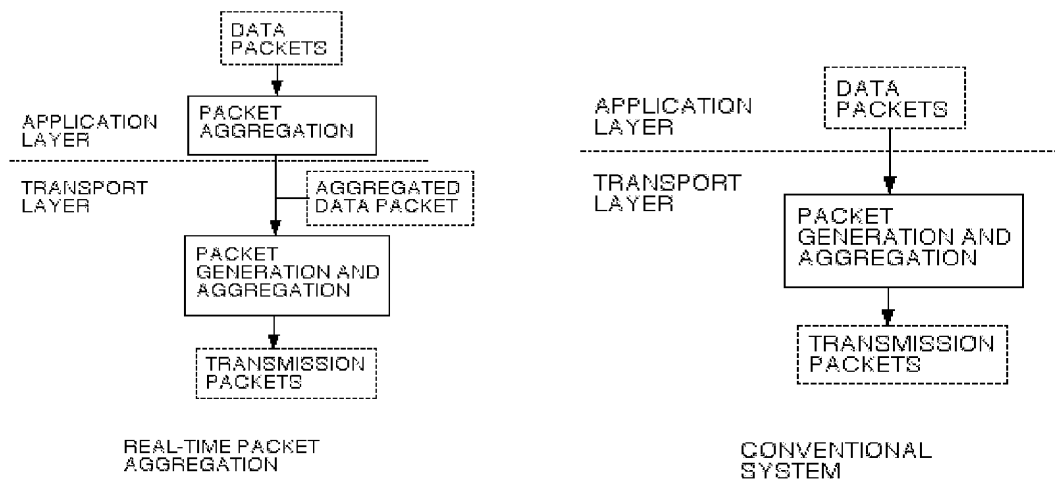 DATA
PACKETS
PACKET
AGGREGATION
APPLICATION
LAYER
TRANSPORT
LAYER
AGGREGATED
DATA PACKET
PACKET
GENERATION AND
AGGREGATION
TRANSMISSION
PACKETS
REAL-TIME PACKET
AGGREGATION
DATA
PACKETS
APPLICATION
LAYER
TRANSPORT
LAYER
PACKET
GENERATION AND
AGGREGATION
TRANSMISSION
PACKETS
CONVENTIONAL
SYSTEM